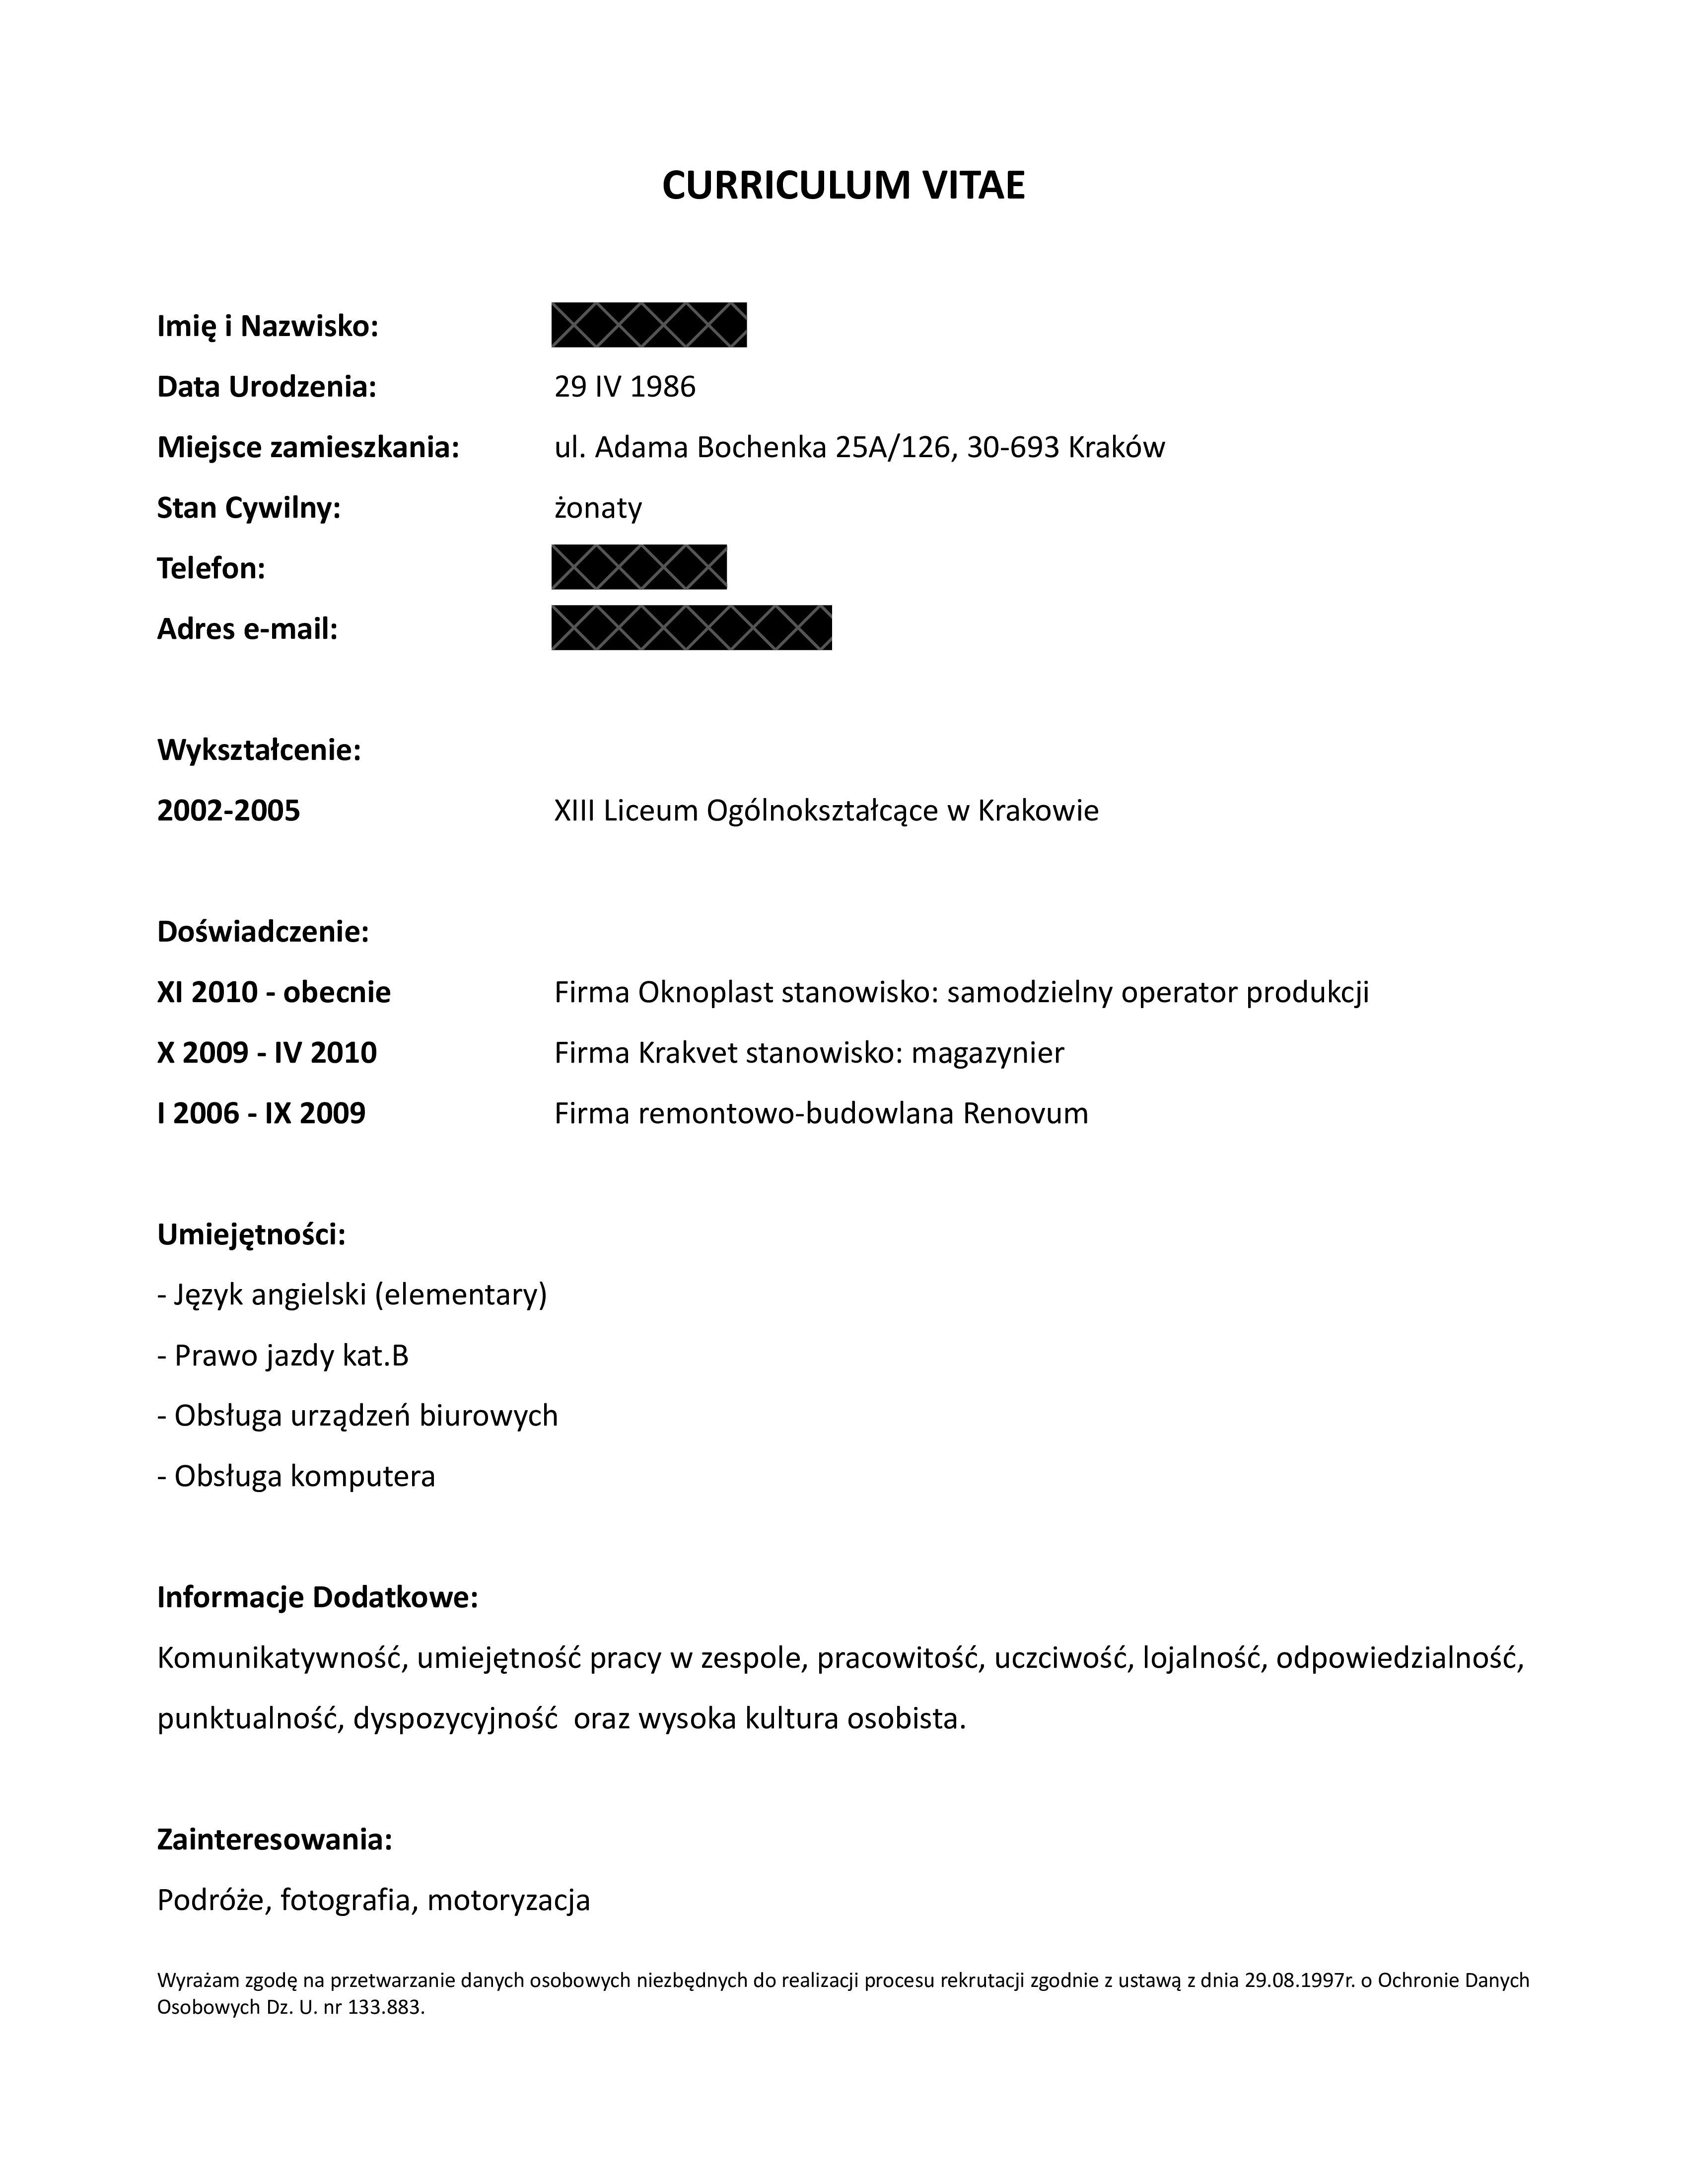 CURRICULUM VITAE
Imię i Nazwisko:
Data Urodzenia: 29 IV 1986
Miejsce zamieszkania: ul. Adama Bochenka 25A/126, 30-693 Kraków
Stan Cywilny: żonaty
Telefon:
Adres e-mail:
Wykształcenie:
2002-2005 XIII Liceum Ogólnokształcące w Krakowie
Doświadczenie:
XI 2010 - obecnie Firma Oknoplast stanowisko: samodzielny operator produkcji
X 2009 - IV 2010 Firma Krakvet stanowisko: magazynier
I 2006 - IX 2009 Firma remontowo-budowlana Renovum
Umiejętności:
- Język angielski (elementary)
- Prawo jazdy kat.B
- Obsługa urządzeń biurowych
- Obsługa komputera
Informacje Dodatkowe:
Komunikatywność, umiejętność pracy w zespole, pracowitość, uczciwość, lojalność, odpowiedzialność,
punktualność, dyspozycyjność  oraz wysoka kultura osobista.
Zainteresowania:
Podróże, fotografia, motoryzacja
Wyrażam zgodę na przetwarzanie danych osobowych niezbędnych do realizacji procesu rekrutacji zgodnie z ustawą z dnia 29.08.1997r. o Ochronie Danych
Osobowych Dz. U. nr 133.883.